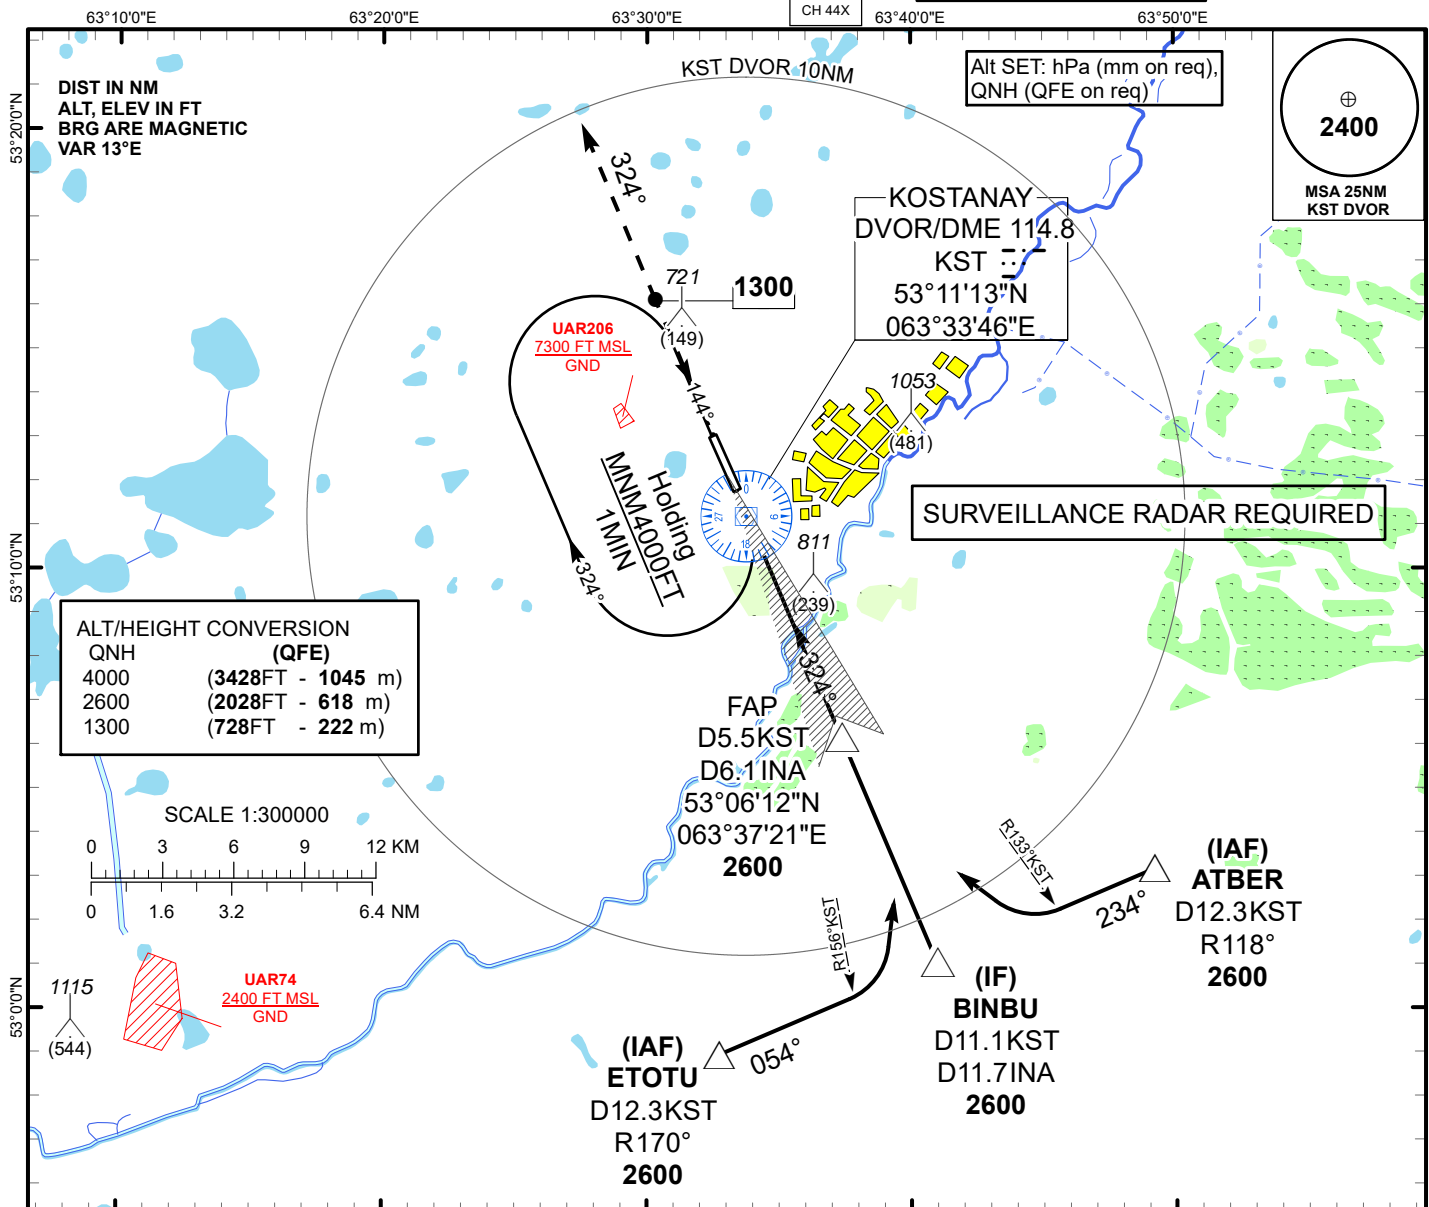 CH 44X
63°10'0"E
63°20'0"E
63°30'0"E
63°40'0"E
63°50'0"E
53°20'0"N
53°10'0"N
53°0'0"N
DIST IN NM
ALT, ELEV IN FT
BRG ARE MAGNETIC
VAR 13°E
KST DVOR 10NM
Alt SET: hPa (mm on req),
QNH (QFE on req)
2400
MSA 25NM
KST DVOR
324°
KOSTANAY
DVOR/DME 114.8
KST
53°11'13"N
063°33'46"E
721
(149)
1300
UAR206
7300 FT MSL
GND
144°
1053
(481)
Holding
MNM4000FT
1MIN
324°
0
9
18
27
SURVEILLANCE RADAR REQUIRED
811
(239)
324°
ALT/HEIGHT CONVERSION
QNH (QFE)
4000 (3428FT - 1045 m)
2600 (2028FT - 618 m)
1300 (728FT - 222 m)
FAP
D5.5KST
D6.1INA
53°06'12"N
063°37'21"E
2600
SCALE 1:300000
0 3 6 9 12 KM
0 1.6 3.2 6.4 NM
R133°KST
234°
(IAF)
ATBER
D12.3KST
R118°
2600
R156°KST
(IF)
BINBU
D11.1KST
D11.7INA
2600
1115
(544)
UAR74
2400 FT MSL
GND
054°
(IAF)
ETOTU
D12.3KST
R170°
2600